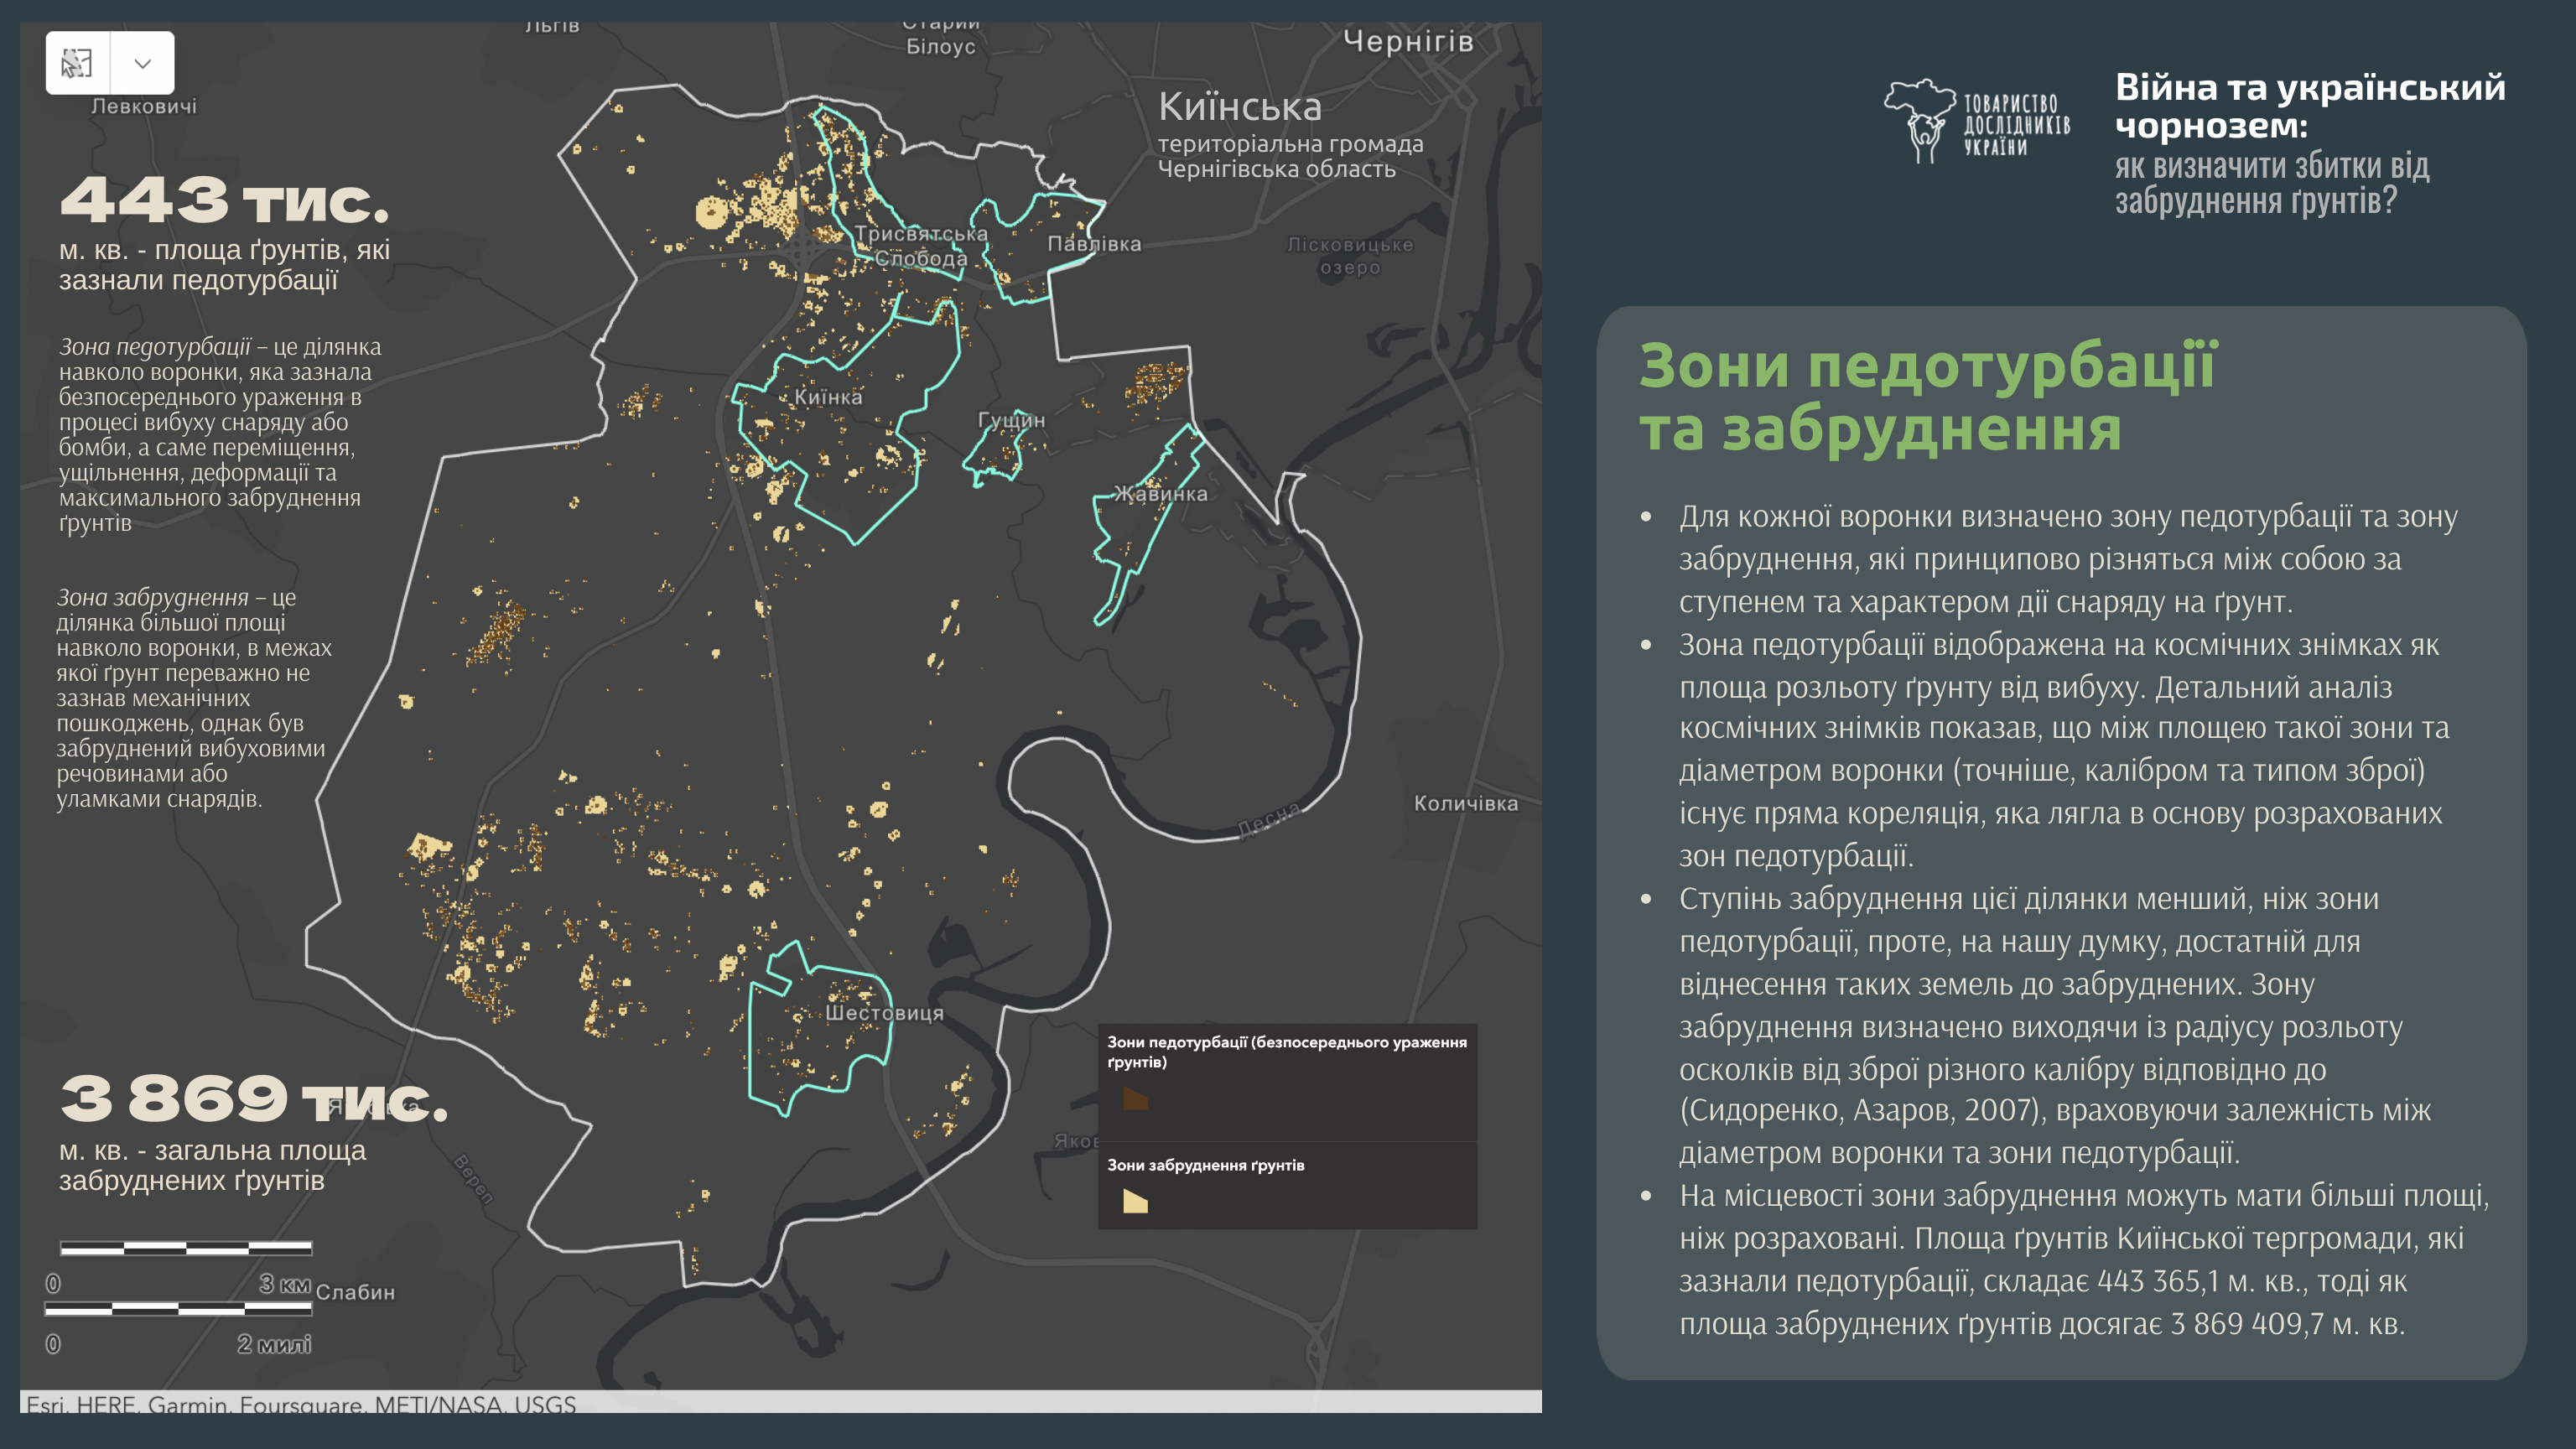 Чернігів
Білоус
Левковичі
Киїнська
територіальна громада
Чернігівська область
443 тис.
м. кв. - площа ґрунтів, які
зазнали педотурбації
Зона педотурбації – це ділянка
навколо воронки, яка зазнала
безпосереднього ураження в
процесі вибуху снаряду або
бомби, а саме переміщення,
ущільнення, деформації та
максимального забруднення
ґрунтів
Зона забруднення – це
ділянка більшої площі
навколо воронки, в межах
якої ґрунт переважно не
зазнав механічних
пошкоджень, однак був
забруднений вибуховими
речовинами або
уламками снарядів.
Трисвятська
Слобода
Павлівка
Лісковицьке
озеро
Киїнка
Гущин
Жавинка
Количівка
Десна
Шестовиця
3 869 тис.
м. кв. - загальна площа
забруднених ґрунтів
Вереп
0 3 км
Слабин
0 2 милі
Зони педотурбації (безпосереднього ураження
ґрунтів)
Зони забруднення ґрунтів
Esri, HERE, Garmin, Foursquare, METI/NASA, USGS
ТОВАРИСТВО
ДОСЛІДНИКІВ
УКРАЇНИ
Війна та український
чорнозем:
як визначити збитки від
забруднення ґрунтів?
Зони педотурбації
та забруднення
• Для кожної воронки визначено зону педотурбації та зону
забруднення, які принципово різняться між собою за
ступенем та характером дії снаряду на ґрунт.
• Зона педотурбації відображена на космічних знімках як
площа розльоту ґрунту від вибуху. Детальний аналіз
космічних знімків показав, що між площею такої зони та
діаметром воронки (точніше, калібром та типом зброї)
існує пряма кореляція, яка лягла в основу розрахованих
зон педотурбації.
• Ступінь забруднення цієї ділянки менший, ніж зони
педотурбації, проте, на нашу думку, достатній для
віднесення таких земель до забруднених. Зону
забруднення визначено виходячи із радіусу розльоту
осколків від зброї різного калібру відповідно до
(Сидоренко, Азаров, 2007), враховуючи залежність між
діаметром воронки та зони педотурбації.
• На місцевості зони забруднення можуть мати більші площі,
ніж розраховані. Площа ґрунтів Киїнської тергромади, які
зазнали педотурбації, складає 443 365,1 м. кв., тоді як
площа забруднених ґрунтів досягає 3 869 409,7 м. кв.